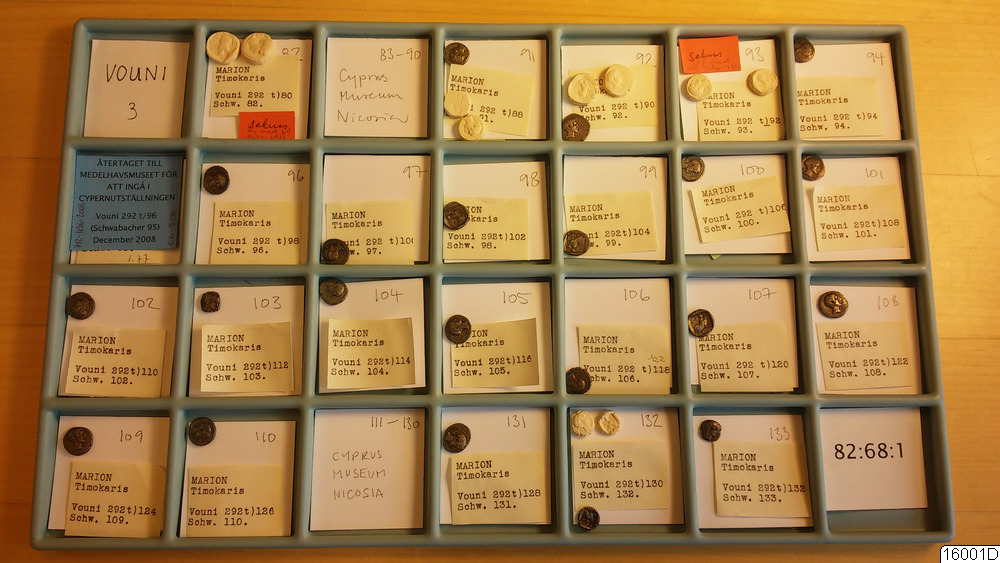 VOUNI
3
82
MARION
Timokaris
Vouni 292 t)80
Schw. 82.
Saknas
83-90
Cyprus
Museum
Nicosia
91
MARION
Timokaris
292 t)88
91.
92
MARION
Timokaris
Vouni 292 t)90
Schw. 92.
Saknas
93
MARION
Timokaris
Vouni 292 t)92
Schw. 93.
94
MARION
Timokaris
Vouni 292 t)94
Schw. 94.
ÅTERTAGET TILL
MEDELHAVSMUSEET FÖR
ATT INGÅ I
CYPERNUTSTÄLLNINGEN
Vouni 292 t/96
(Schwabacher 95)
December 2008
96
MARION
Timokaris
Vouni 292 t)98
Schw. 96.
97
MARION
Timokaris
292 t)100
Schw. 97.
98
MARION
Timokaris
Vouni 292 t)102
Schw. 98.
99
MARION
Timokaris
Vouni 292 t)104
Schw. 99.
100
MARION
Timokaris
Vouni 292 t)106
Schw. 100.
101
MARION
Timokaris
Vouni 292 t)108
Schw. 101.
102
MARION
Timokaris
Vouni 292t)110
Schw. 102.
103
MARION
Timokaris
Vouni 292t)112
Schw. 103.
104
MARION
Timokaris
Vouni 292t)114
Schw. 104.
105
MARION
Timokaris
Vouni 292t)116
Schw. 105.
106
MARION
Timokaris
Vouni 292t)118
Schw. 106.
107
MARION
Timokaris
Vouni 292t)120
Schw. 107.
108
MARION
Timokaris
Vouni 292t)122
Schw. 108.
109
MARION
Timokaris
Vouni 292t)124
Schw. 109.
110
MARION
Timokaris
Vouni 292t)126
Schw. 110.
111-130
CYPRUS
MUSEUM
NICOSIA
131
MARION
Timokaris
Vouni 292t)128
Schw. 131.
132
MARION
Timokaris
Vouni 292t)130
Schw. 132.
133
MARION
Timokaris
Vouni 292t)132
Schw. 133.
82:68:1
16001D